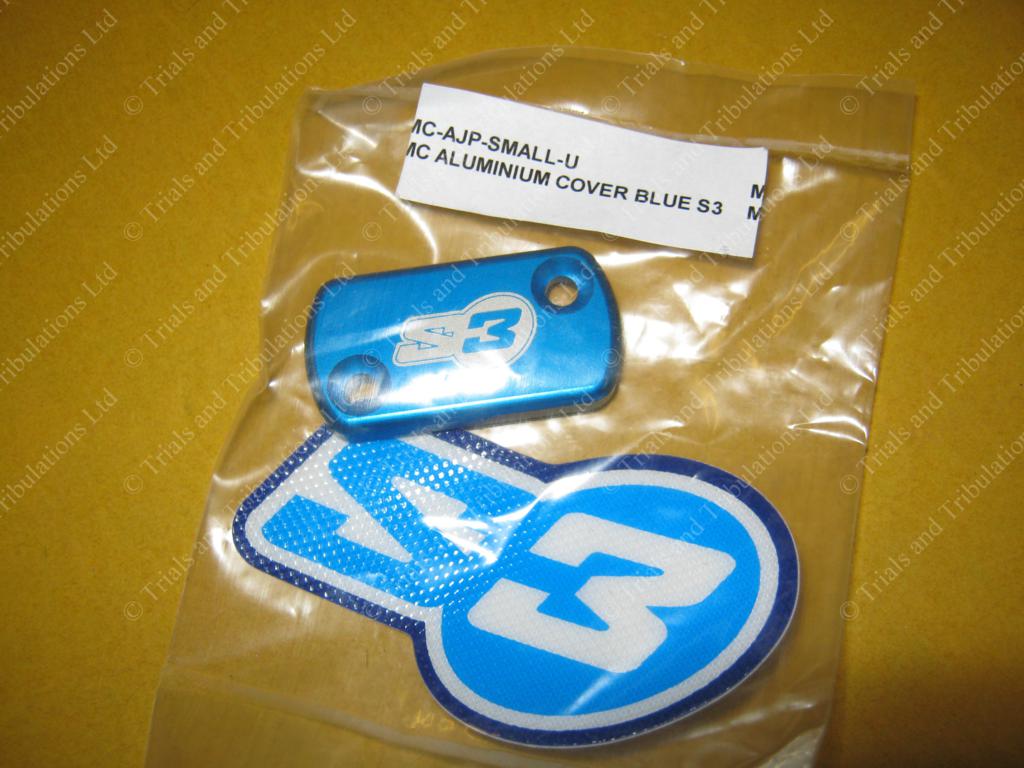 MC-AJP-SMALL-U
MC ALUMINIUM COVER BLUE S3
M
M
S3
S3
© Trials and Tribulations Ltd